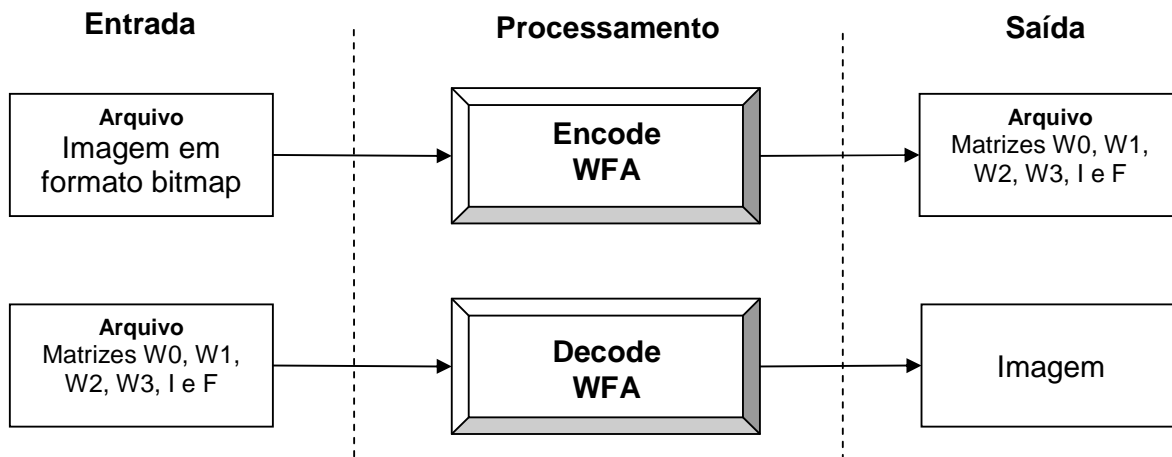 Entrada
Processamento
Saída
Arquivo
Imagem em
formato bitmap
Encode
WFA
Arquivo
Matrizes W0, W1,
W2, W3, I e F
Arquivo
Matrizes W0, W1,
W2, W3, I e F
Decode
WFA
Imagem